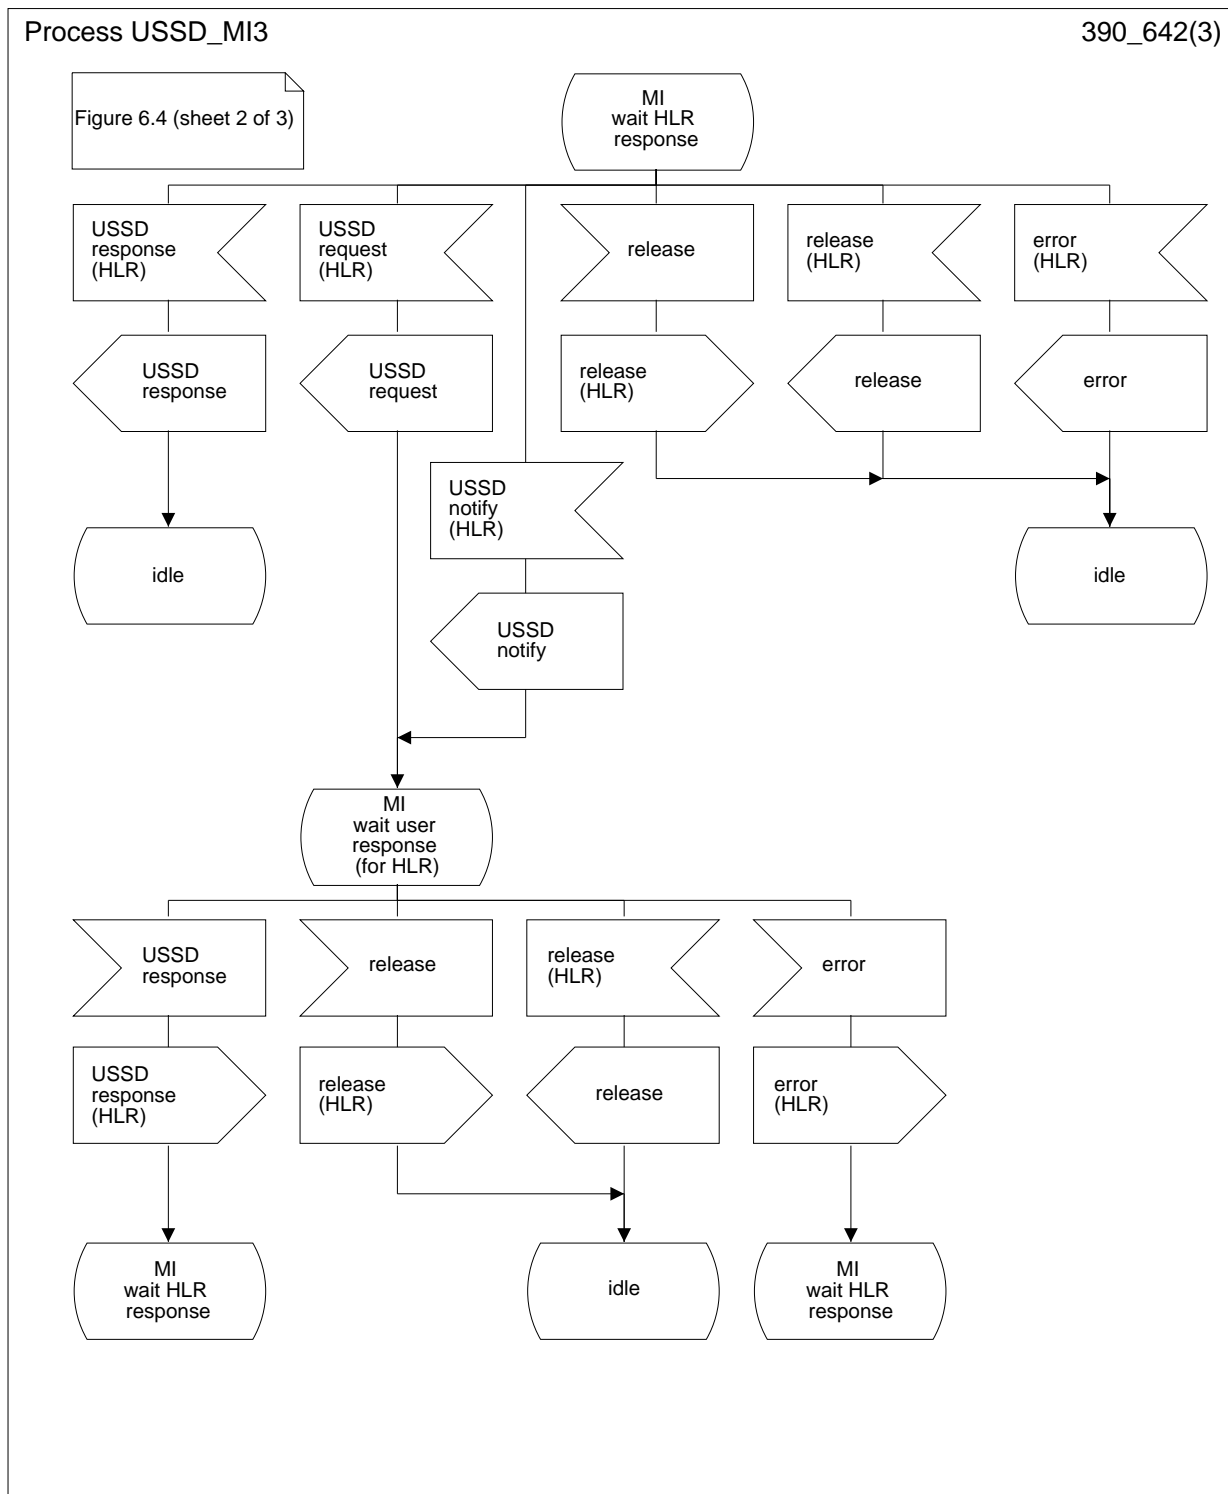 Process USSD_MI3
390_642(3)
Figure 6.4 (sheet 2 of 3)
MI
wait HLR
response
USSD
response
(HLR)
USSD
request
(HLR)
release
release
(HLR)
error
(HLR)
USSD
response
USSD
request
release
(HLR)
release
error
USSD
notify
(HLR)
idle
idle
USSD
notify
MI
wait user
response
(for HLR)
USSD
response
release
release
(HLR)
error
USSD
response
(HLR)
release
(HLR)
release
error
(HLR)
MI
wait HLR
response
idle
MI
wait HLR
response